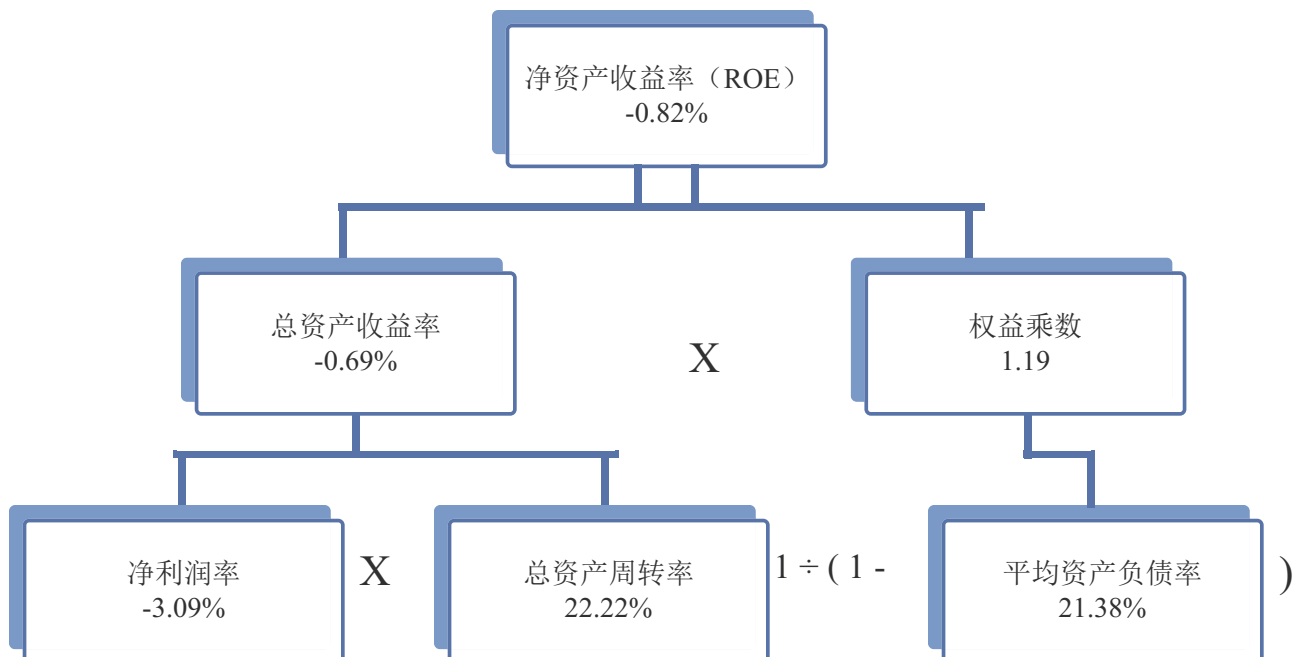 净资产收益率（ROE）
-0.82%
总资产收益率
-0.69%
X
权益乘数
1.19
净利润率
-3.09%
X
总资产周转率
22.22%
1 ÷ ( 1 -
平均资产负债率
21.38%
)